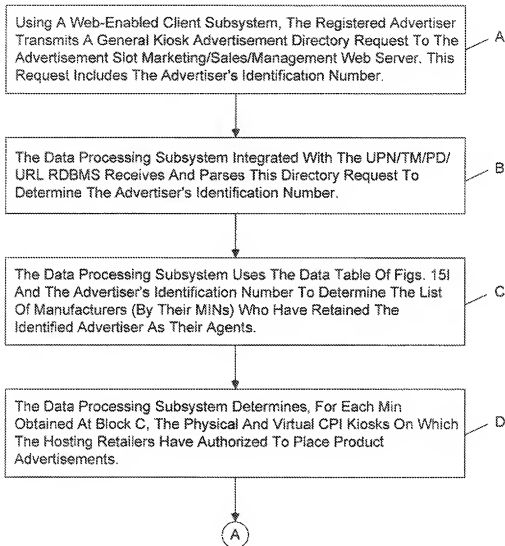 Using A Web-Enabled Client Subsystem, The Registered Advertiser
Transmits A General Kiosk Advertisement Directory Request To The
Advertisement Slot Marketing/Sales/Management Web Server. This
Request Includes The Advertiser's Identification Number.
A
The Data Processing Subsystem Integrated With The UPN/TM/PD/
URL RDBMS Receives And Parses This Directory Request To
Determine The Advertiser's Identification Number.
B
The Data Processing Subsystem Uses The Data Table Of Figs. 15I
And The Advertiser's Identification Number To Determine The List
Of Manufacturers (By Their MINs) Who Have Retained The
Identified Advertiser As Their Agents.
C
The Data Processing Subsystem Determines, For Each Min
Obtained At Block C, The Physical And Virtual CPI Kiosks On Which
The Hosting Retailers Have Authorized To Place Product
Advertisements.
D
A